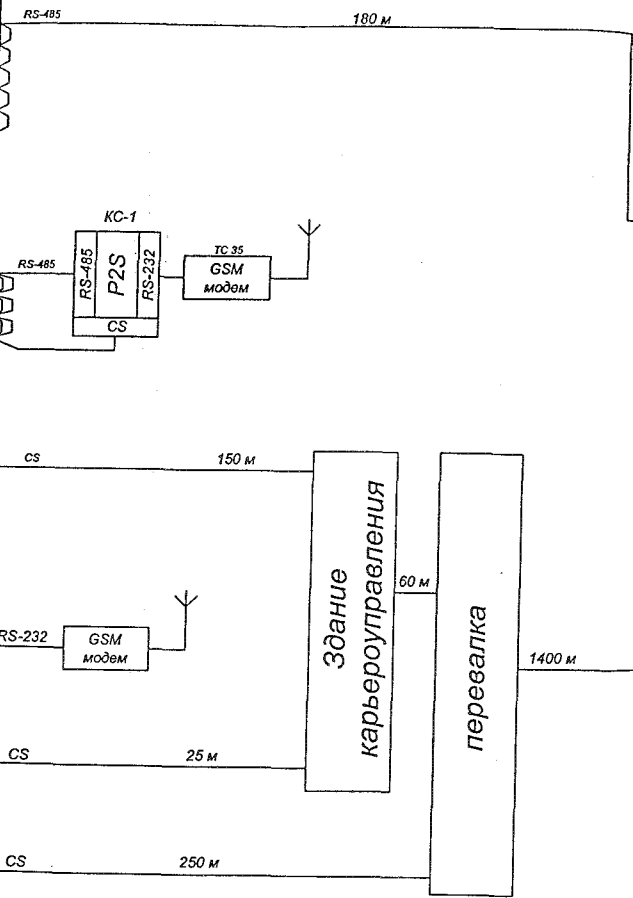 RS-485
180 м
КС-1
RS-485
RS-485
P2S
RS-232
CS
TC 35
GSM
модем
CS
150 м
Здание
карьероуправления
60 м
перевалка
1400 м
RS-232
GSM
модем
CS
25 м
CS
250 м